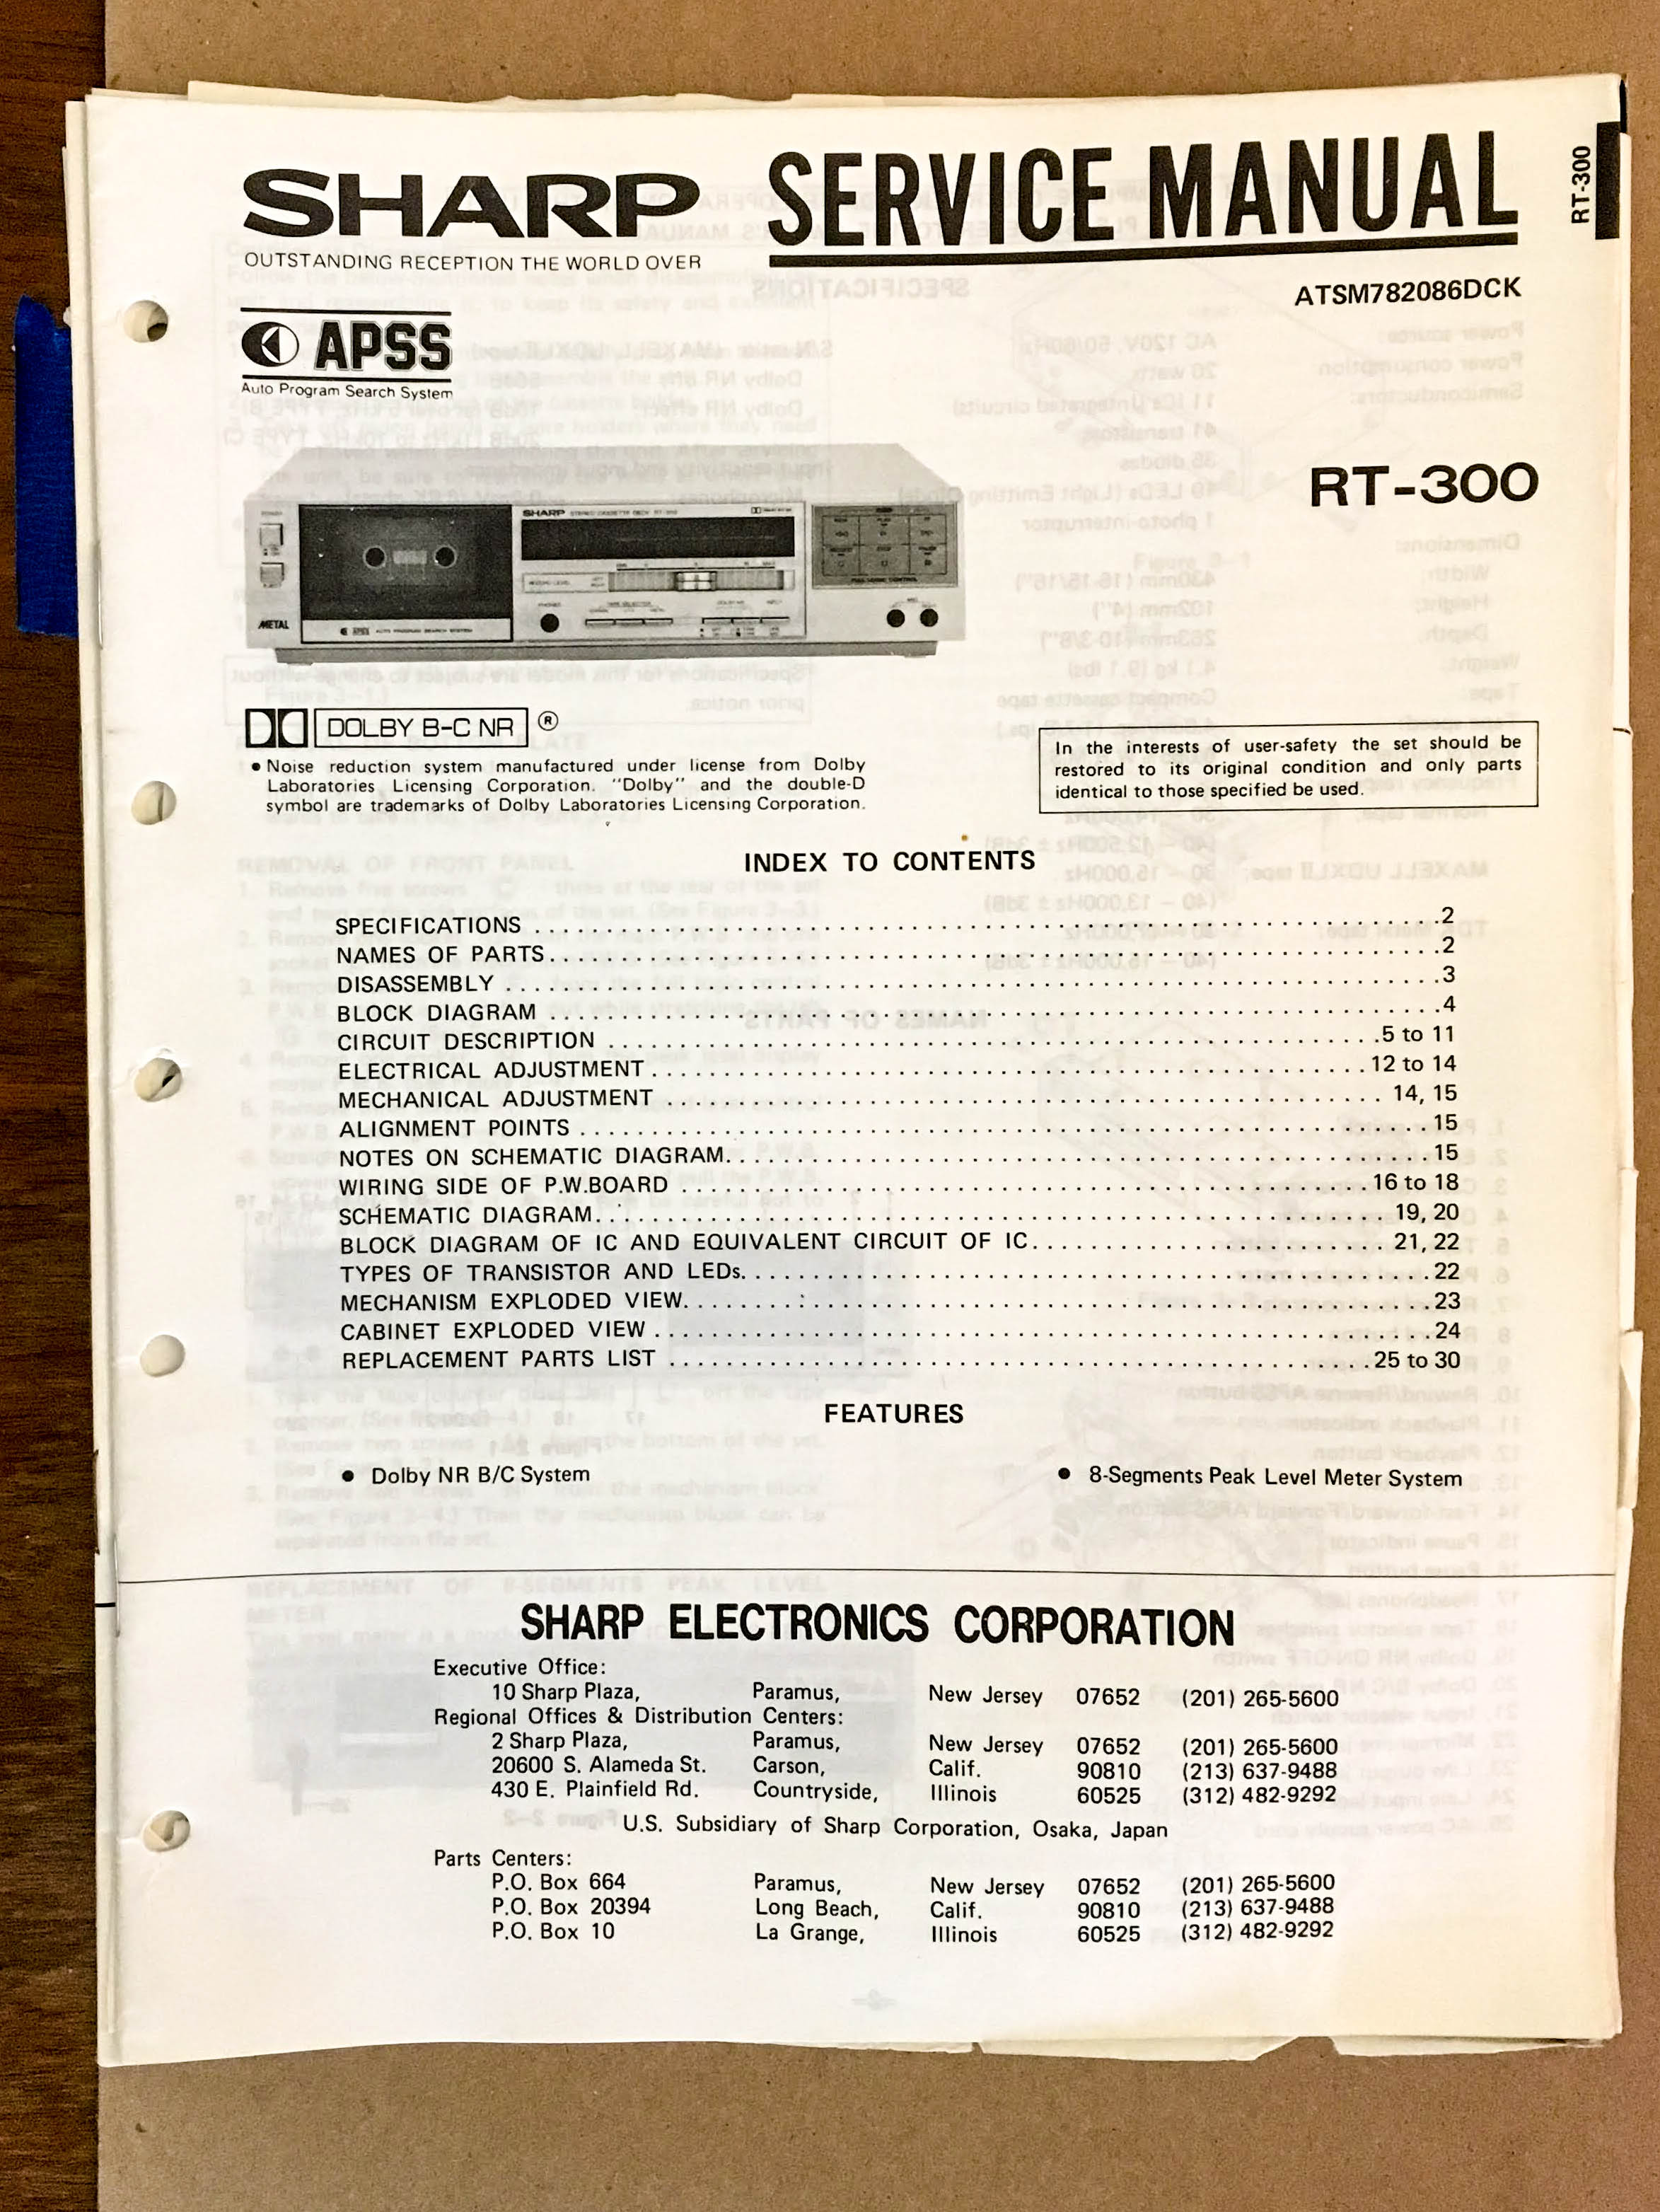 SHARP SERVICE MANUAL
RT-300
OUTSTANDING RECEPTION THE WORLD OVER
ATSM782086DCK
APSS
Auto Program Search System
RT-300
SHARP
METAL
DOLBY B-C NR ®
• Noise reduction system manufactured under license from Dolby
Laboratories Licensing Corporation. "Dolby" and the double-D
symbol are trademarks of Dolby Laboratories Licensing Corporation.
In the interests of user-safety the set should be
restored to its original condition and only parts
identical to those specified be used.
INDEX TO CONTENTS
SPECIFICATIONS . . . . . . . . . . 2
NAMES OF PARTS . . . . . . . . . . 2
DISASSEMBLY . . . . . . . . . . 3
BLOCK DIAGRAM . . . . . . . . . . 4
CIRCUIT DESCRIPTION . . . . . . . . . . 5 to 11
ELECTRICAL ADJUSTMENT . . . . . . . . . . 12 to 14
MECHANICAL ADJUSTMENT . . . . . . . . . . 14, 15
ALIGNMENT POINTS . . . . . . . . . . 15
NOTES ON SCHEMATIC DIAGRAM . . . . . . . . . . 15
WIRING SIDE OF P.W.BOARD . . . . . . . . . . 16 to 18
SCHEMATIC DIAGRAM . . . . . . . . . . 19, 20
BLOCK DIAGRAM OF IC AND EQUIVALENT CIRCUIT OF IC . . . . . . . . . . 21, 22
TYPES OF TRANSISTOR AND LEDs . . . . . . . . . . 22
MECHANISM EXPLODED VIEW . . . . . . . . . . 23
CABINET EXPLODED VIEW . . . . . . . . . . 24
REPLACEMENT PARTS LIST . . . . . . . . . . 25 to 30
FEATURES
• Dolby NR B/C System • 8-Segments Peak Level Meter System
SHARP ELECTRONICS CORPORATION
Executive Office:
10 Sharp Plaza, Paramus, New Jersey 07652 (201) 265-5600
Regional Offices & Distribution Centers:
2 Sharp Plaza, Paramus, New Jersey 07652 (201) 265-5600
20600 S. Alameda St. Carson, Calif. 90810 (213) 637-9488
430 E. Plainfield Rd. Countryside, Illinois 60525 (312) 482-9292
U.S. Subsidiary of Sharp Corporation, Osaka, Japan
Parts Centers:
P.O. Box 664 Paramus, New Jersey 07652 (201) 265-5600
P.O. Box 20394 Long Beach, Calif. 90810 (213) 637-9488
P.O. Box 10 La Grange, Illinois 60525 (312) 482-9292